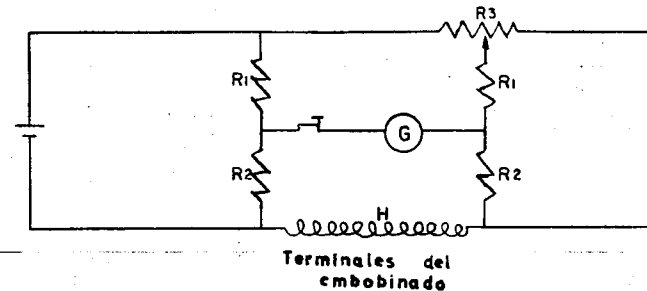 R3
R1
R1
G
R2
R2
H
Terminales del
embobinado